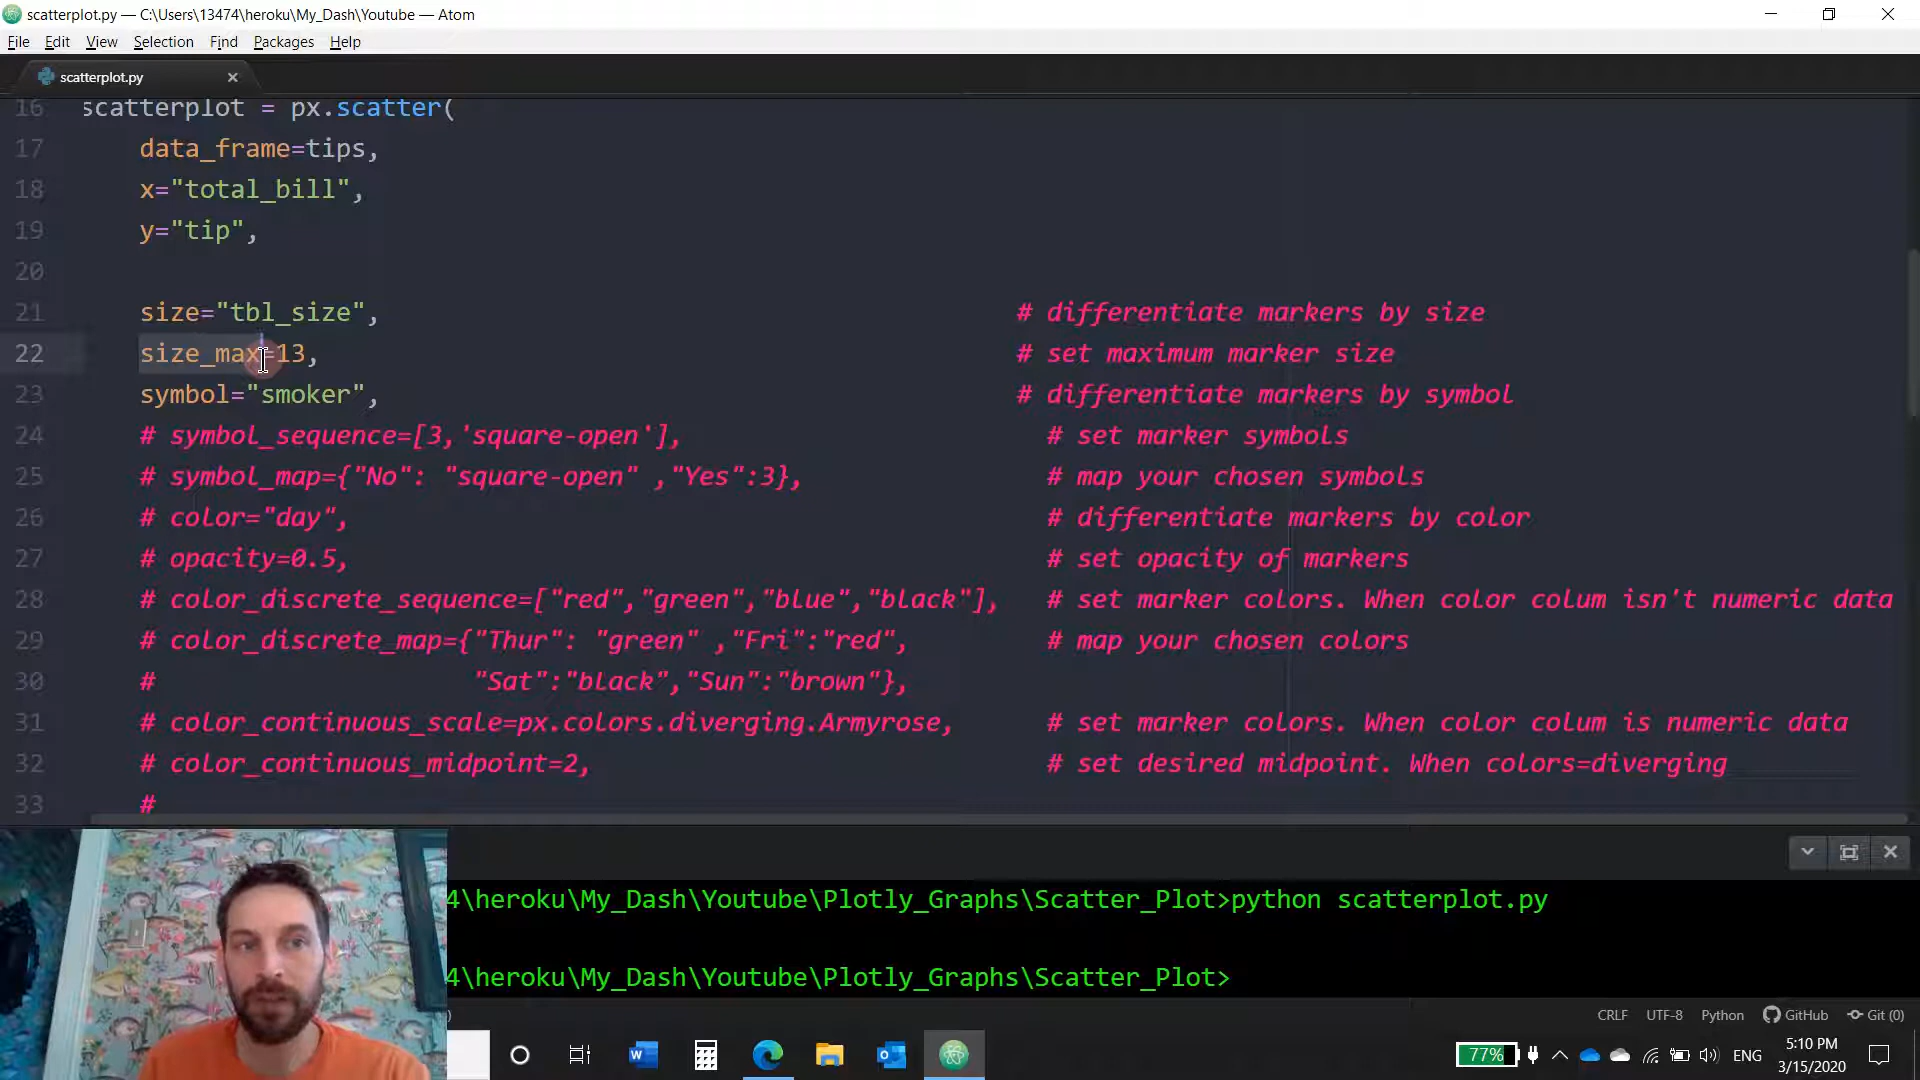 scatterplot.py — C:\Users\13474\heroku\My_Dash\Youtube — Atom
File Edit View Selection Find Packages Help
scatterplot.py
16 scatterplot = px.scatter(
17 data_frame=tips,
18 x="total_bill",
19 y="tip",
20
21 size="tbl_size", # differentiate markers by size
22 size_max=13, # set maximum marker size
23 symbol="smoker", # differentiate markers by symbol
24 # symbol_sequence=[3,'square-open'], # set marker symbols
25 # symbol_map={"No": "square-open" ,"Yes":3}, # map your chosen symbols
26 # color="day", # differentiate markers by color
27 # opacity=0.5, # set opacity of markers
28 # color_discrete_sequence=["red","green","blue","black"], # set marker colors. When color colum isn't numeric data
29 # color_discrete_map={"Thur": "green" ,"Fri":"red", # map your chosen colors
30 # "Sat":"black","Sun":"brown"},
31 # color_continuous_scale=px.colors.diverging.Armyrose, # set marker colors. When color colum is numeric data
32 # color_continuous_midpoint=2, # set desired midpoint. When colors=diverging
33 #
4\heroku\My_Dash\Youtube\Plotly_Graphs\Scatter_Plot>python scatterplot.py
4\heroku\My_Dash\Youtube\Plotly_Graphs\Scatter_Plot>
) CRLF UTF-8 Python GitHub Git (0)
W 77% ENG 5:10 PM
3/15/2020